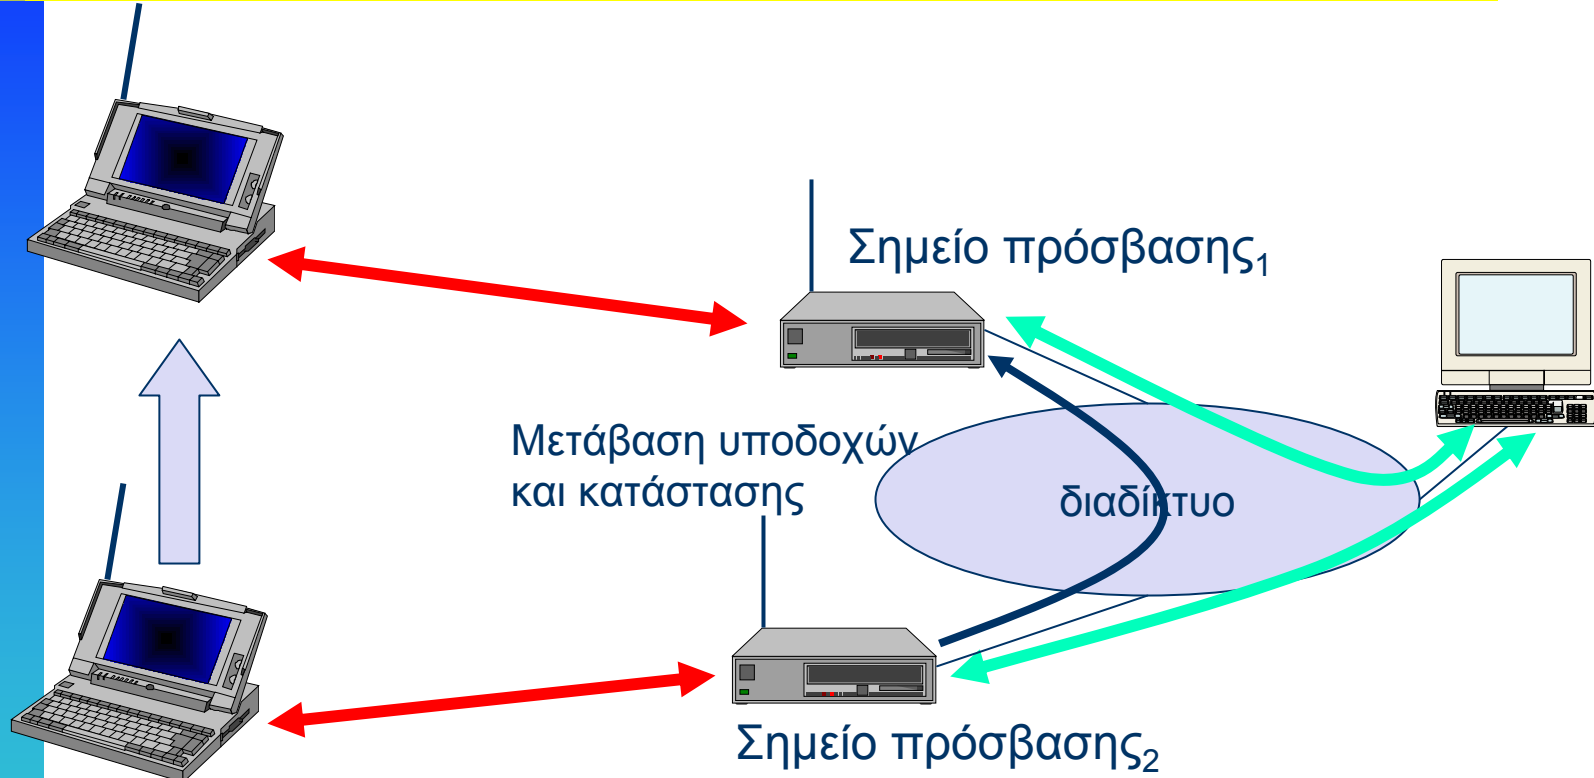 Σημείο πρόσβασης₁
Μετάβαση υποδοχών
και κατάστασης
διαδίκτυο
Σημείο πρόσβασης₂